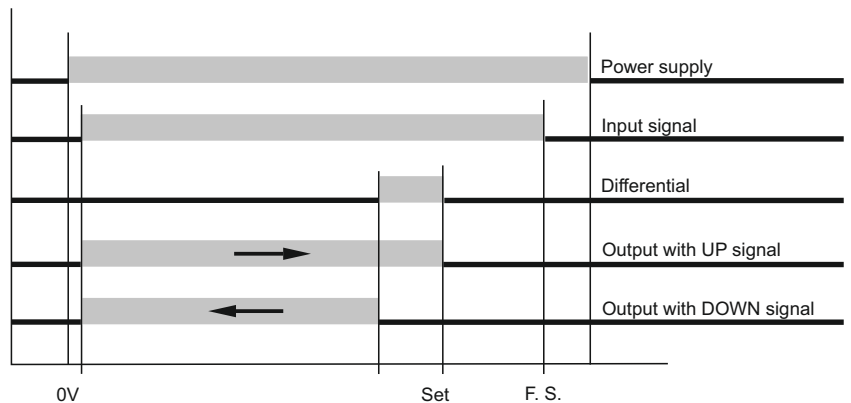 Power supply
Input signal
Differential
Output with UP signal
Output with DOWN signal
0V Set F. S.